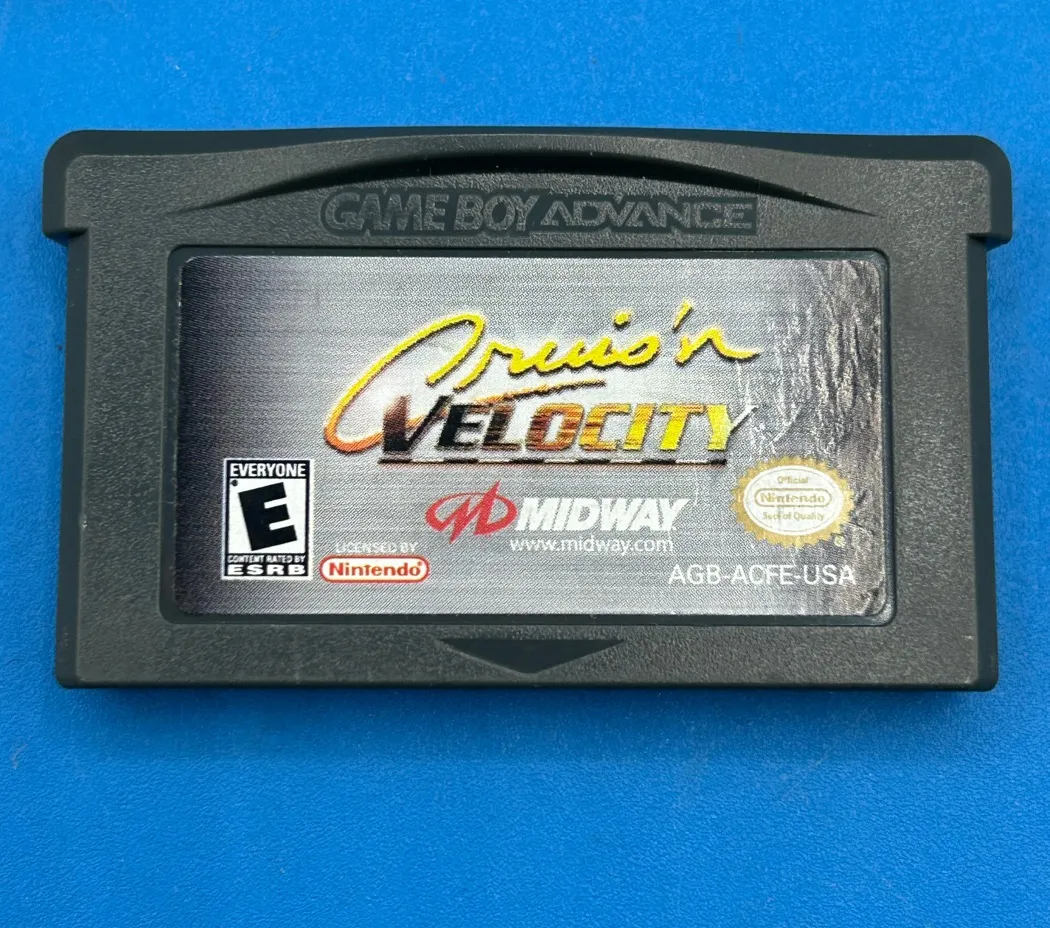 GAME BOY ADVANCE
Cruis'n
VELOCITY
EVERYONE
E
CONTENT RATED BY
ESRB
LICENSED BY
Nintendo®
MIDWAY
www.midway.com
Official
Nintendo
Seal of Quality
AGB-ACFE-USA